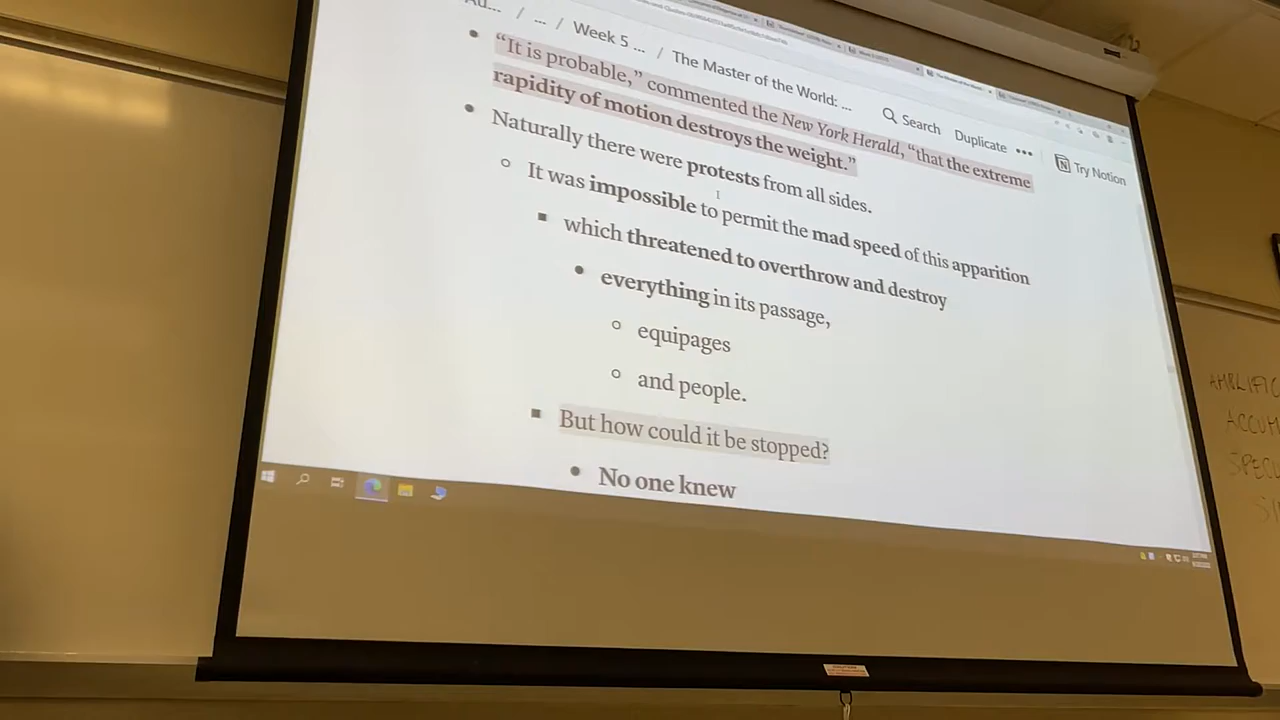 ... / ... / Week 5 ... / The Master of the World: ...
Search Duplicate ••• Try Notion
• “It is probable,” commented the New York Herald, “that the extreme
rapidity of motion destroys the weight.”
• Naturally there were protests from all sides.
○ It was impossible to permit the mad speed of this apparition
■ which threatened to overthrow and destroy
• everything in its passage,
○ equipages
○ and people.
■ But how could it be stopped?
• No one knew